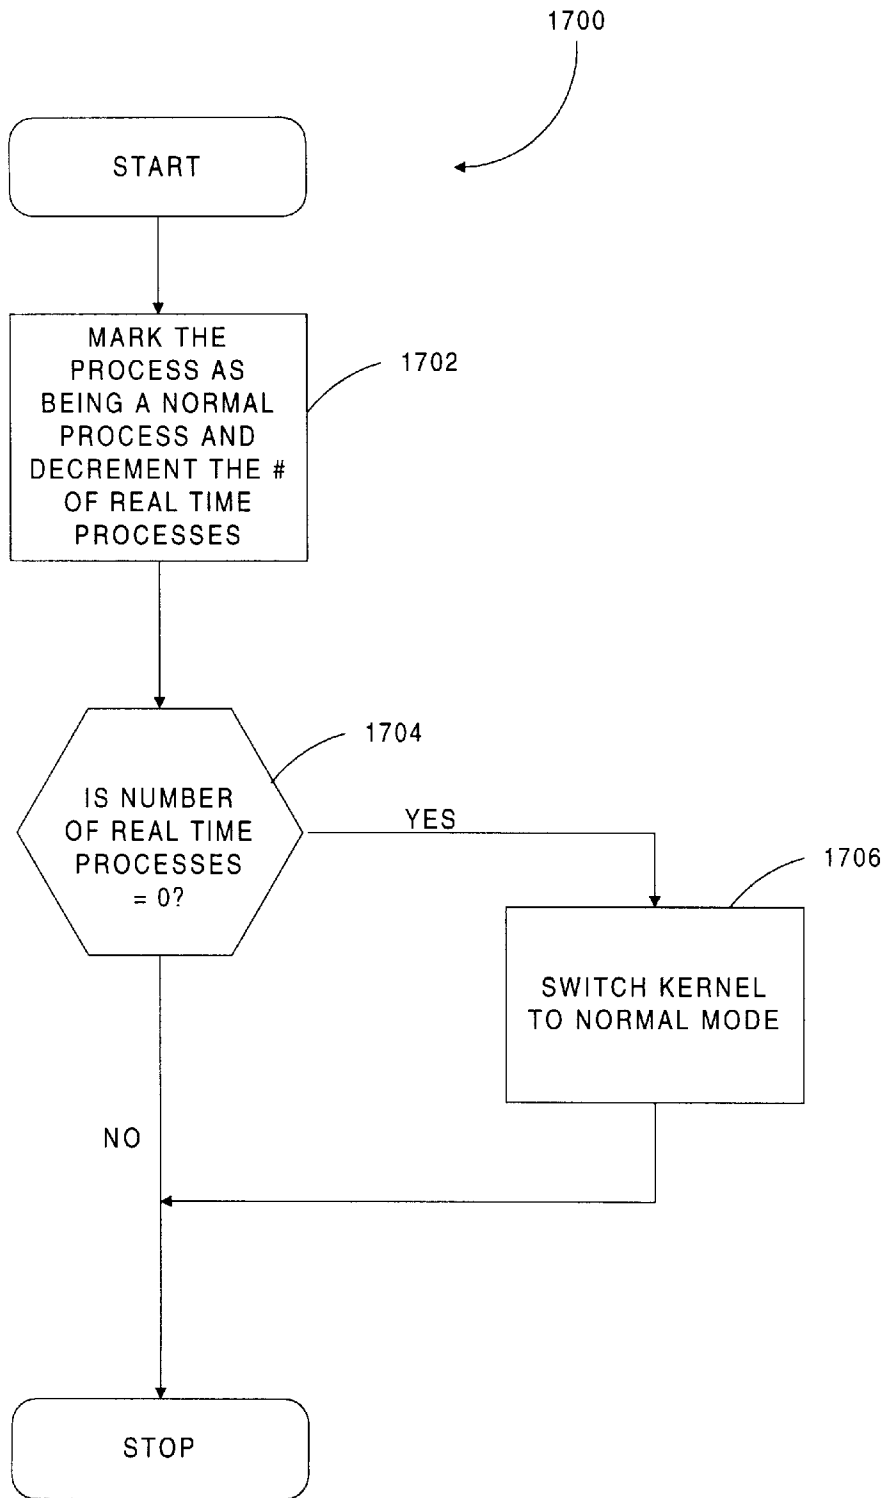 1700
START
MARK THE
PROCESS AS
BEING A NORMAL
PROCESS AND
DECREMENT THE #
OF REAL TIME
PROCESSES
1702
1704
IS NUMBER
OF REAL TIME
PROCESSES
= 0?
YES
1706
SWITCH KERNEL
TO NORMAL MODE
NO
STOP